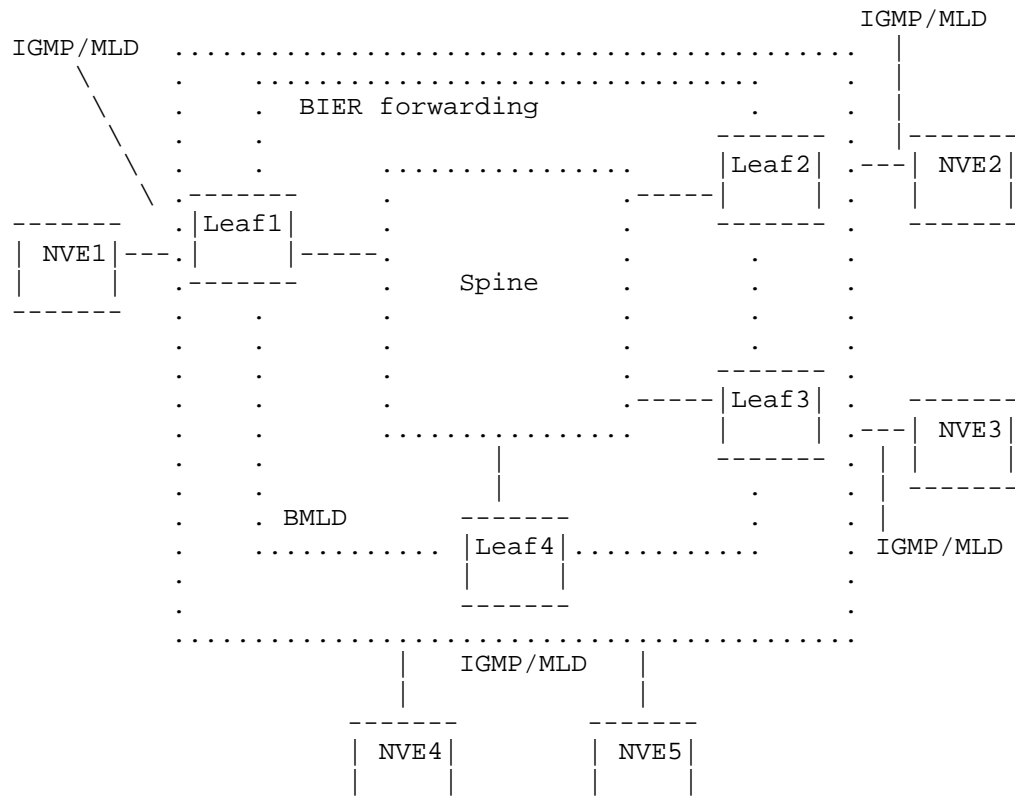 IGMP/MLD
IGMP/MLD
BIER forwarding
Leaf2
NVE2
Leaf1
NVE1
Spine
Leaf3
NVE3
BMLD
Leaf4
IGMP/MLD
IGMP/MLD
NVE4
NVE5